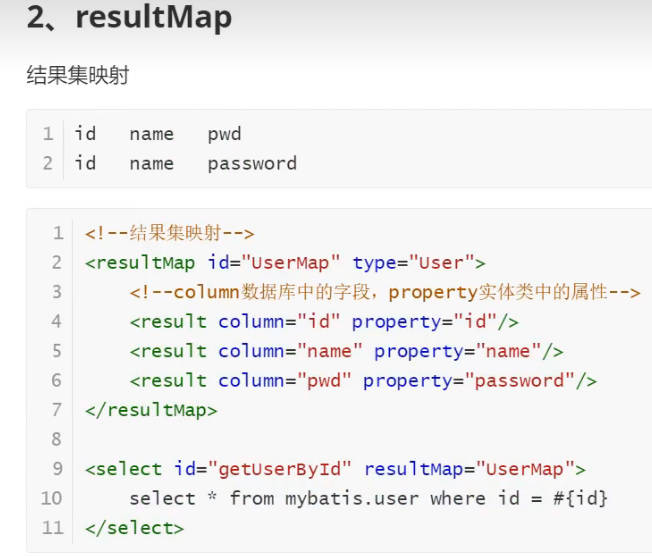 2、resultMap
结果集映射
1 id name pwd
2 id name password
1 <!--结果集映射-->
2 <resultMap id="UserMap" type="User">
3 <!--column数据库中的字段，property实体类中的属性-->
4 <result column="id" property="id"/>
5 <result column="name" property="name"/>
6 <result column="pwd" property="password"/>
7 </resultMap>
8
9 <select id="getUserById" resultMap="UserMap">
10 select * from mybatis.user where id = #{id}
11 </select>